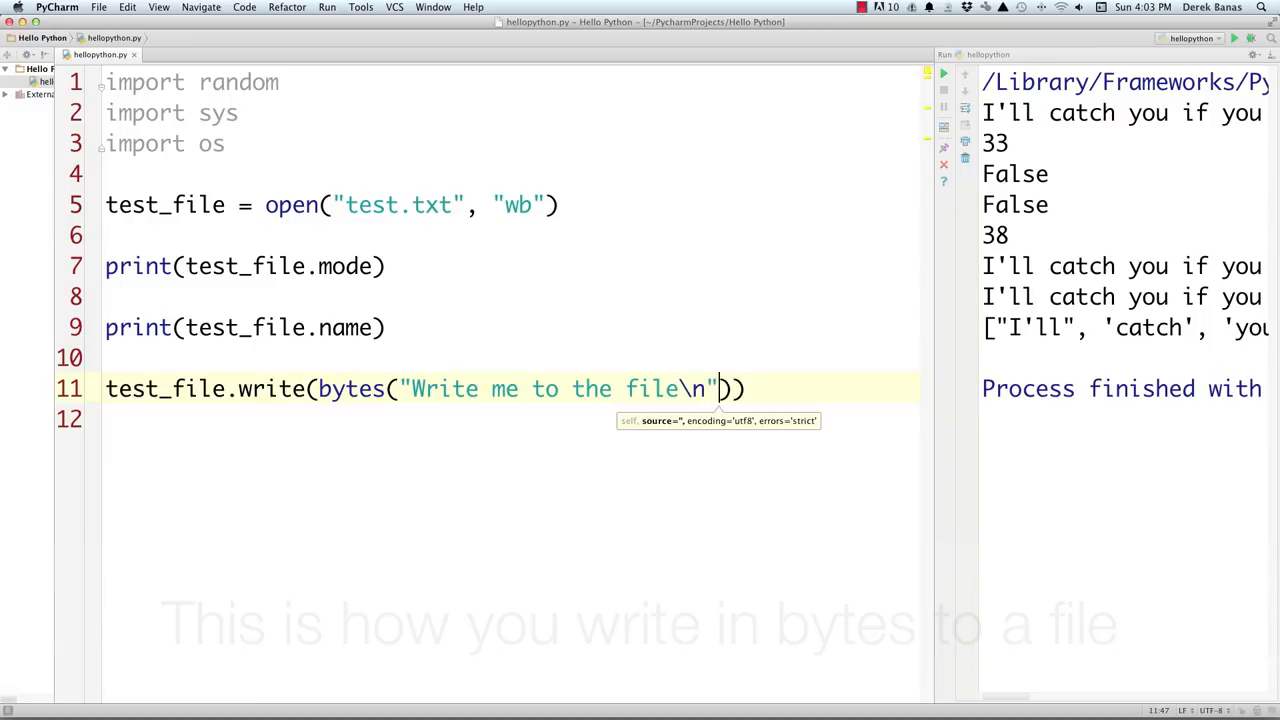 PyCharm File Edit View Navigate Code Refactor Run Tools VCS Window Help 10 Sun 4:03 PM Derek Banas
hellopython.py – Hello Python – [~/PycharmProjects/Hello Python]
Hello Python hellopython.py hellopython
hellopython.py Run hellopython
Hello P
hell
Externa
1 import random
2 import sys
3 import os
4
5 test_file = open("test.txt", "wb")
6
7 print(test_file.mode)
8
9 print(test_file.name)
10
11 test_file.write(bytes("Write me to the file\n"))
12
self, source='', encoding='utf8', errors='strict'
/Library/Frameworks/Py
I'll catch you if you
33
False
False
38
I'll catch you if you
I'll catch you if you
["I'll", 'catch', 'you
Process finished with
This is how you write in bytes to a file
11:47 LF UTF-8